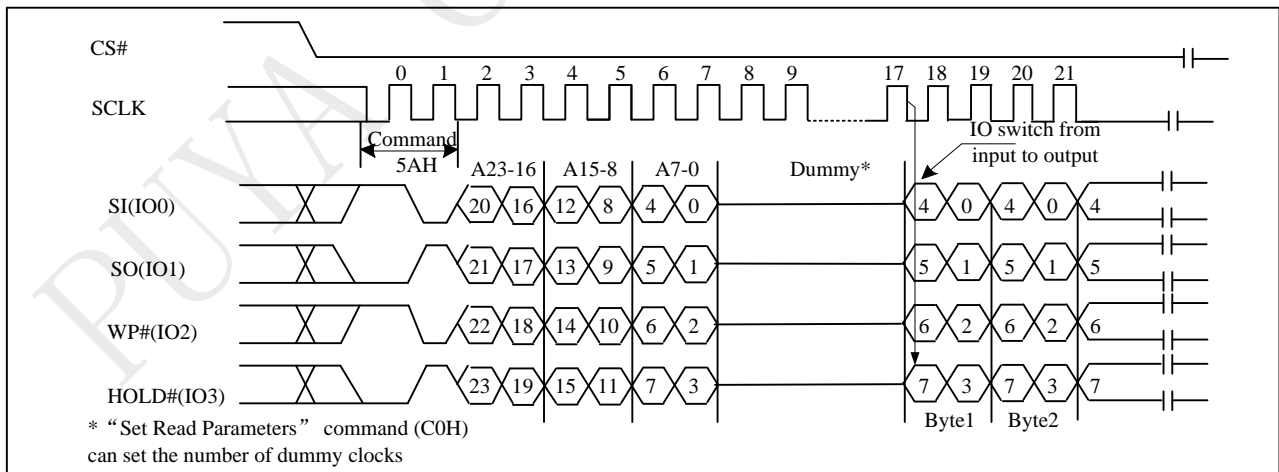 PUYA
CS#
0 1 2 3 4 5 6 7 8 9 17 18 19 20 21
SCLK
Command
5AH
IO switch from
input to output
A23-16 A15-8 A7-0 Dummy*
SI(IO0) 20 16 12 8 4 0 4 0 4 0 4
SO(IO1) 21 17 13 9 5 1 5 1 5 1 5
WP#(IO2) 22 18 14 10 6 2 6 2 6 2 6
HOLD#(IO3) 23 19 15 11 7 3 7 3 7 3 7
Byte1 Byte2
* “Set Read Parameters” command (C0H)
can set the number of dummy clocks